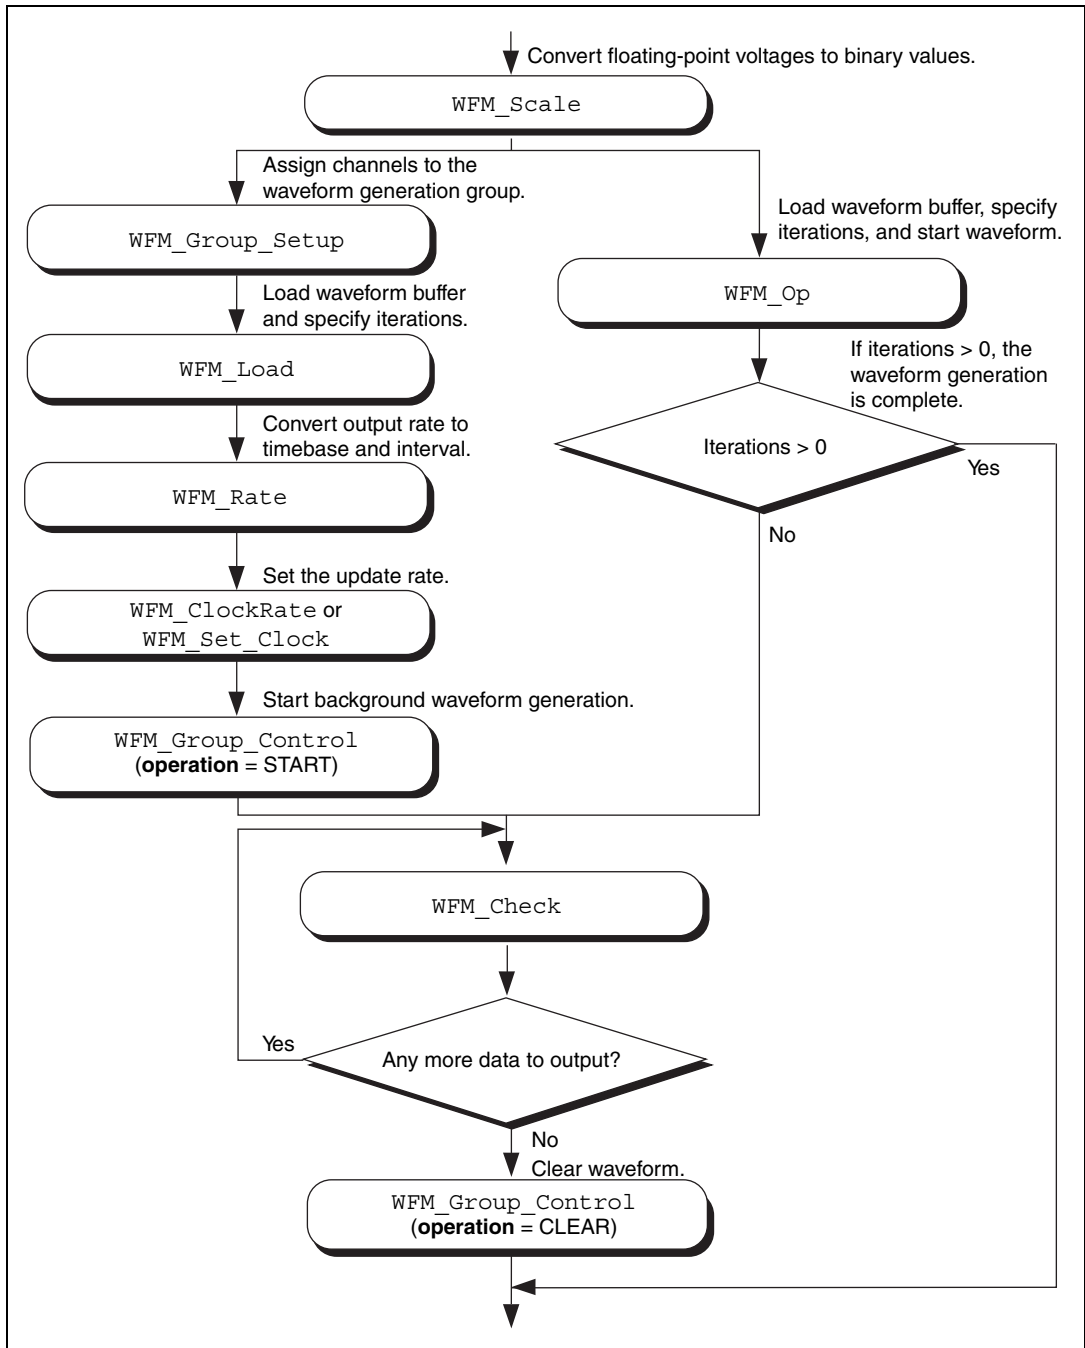 Convert floating-point voltages to binary values.
WFM_Scale
Assign channels to the
waveform generation group.
WFM_Group_Setup
Load waveform buffer
and specify iterations.
WFM_Load
Convert output rate to
timebase and interval.
WFM_Rate
Set the update rate.
WFM_ClockRate or
WFM_Set_Clock
Start background waveform generation.
WFM_Group_Control
(operation = START)
Load waveform buffer, specify
iterations, and start waveform.
WFM_Op
If iterations > 0, the
waveform generation
is complete.
Iterations > 0
Yes
No
WFM_Check
Yes
Any more data to output?
No
Clear waveform.
WFM_Group_Control
(operation = CLEAR)